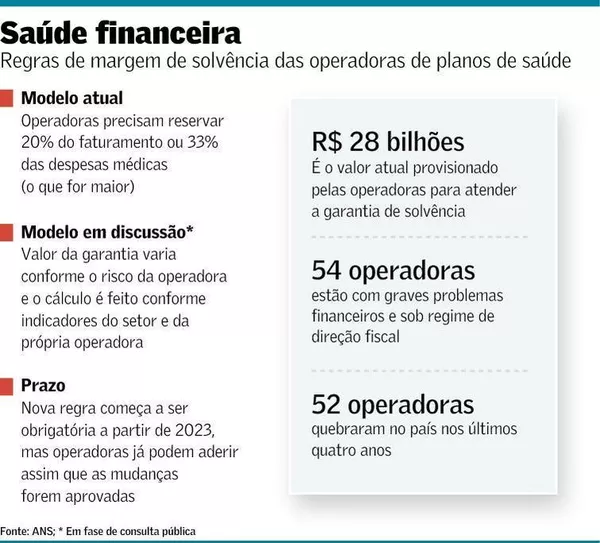 Saúde financeira
Regras de margem de solvência das operadoras de planos de saúde
Modelo atual
Operadoras precisam reservar
20% do faturamento ou 33%
das despesas médicas
(o que for maior)
Modelo em discussão*
Valor da garantia varia
conforme o risco da operadora
e o cálculo é feito conforme
indicadores do setor e da
própria operadora
Prazo
Nova regra começa a ser
obrigatória a partir de 2023,
mas operadoras já podem aderir
assim que as mudanças
forem aprovadas
R$ 28 bilhões
É o valor atual provisionado
pelas operadoras para atender
a garantia de solvência
54 operadoras
estão com graves problemas
financeiros e sob regime de
direção fiscal
52 operadoras
quebraram no país nos últimos
quatro anos
Fonte: ANS; * Em fase de consulta pública